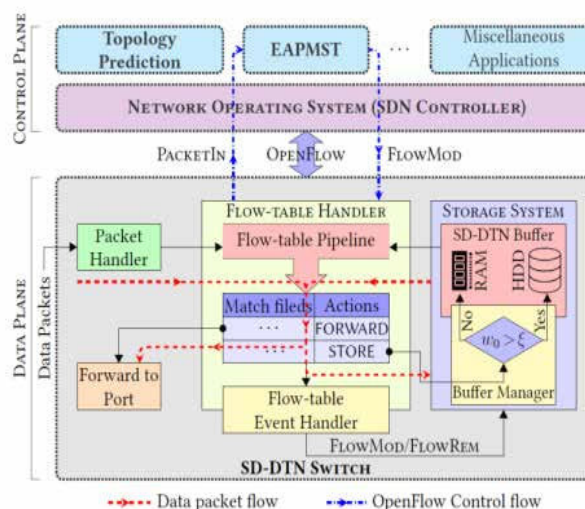 CONTROL PLANE
Topology
Prediction
EAPMST
...
Miscellaneous
Applications
NETWORK OPERATING SYSTEM (SDN CONTROLLER)
PACKETIN
OPENFLOW
FLOWMOD
DATA PLANE
Data Packets
FLOW-TABLE HANDLER
STORAGE SYSTEM
Packet
Handler
Flow-table Pipeline
SD-DTN Buffer
RAM
HDD
Match fileds
Actions
...
FORWARD
...
STORE
No
Yes
w₀ > ξ
Buffer Manager
Forward to
Port
Flow-table
Event Handler
FLOWMOD/FLOWREM
SD-DTN SWITCH
Data packet flow
OpenFlow Control flow